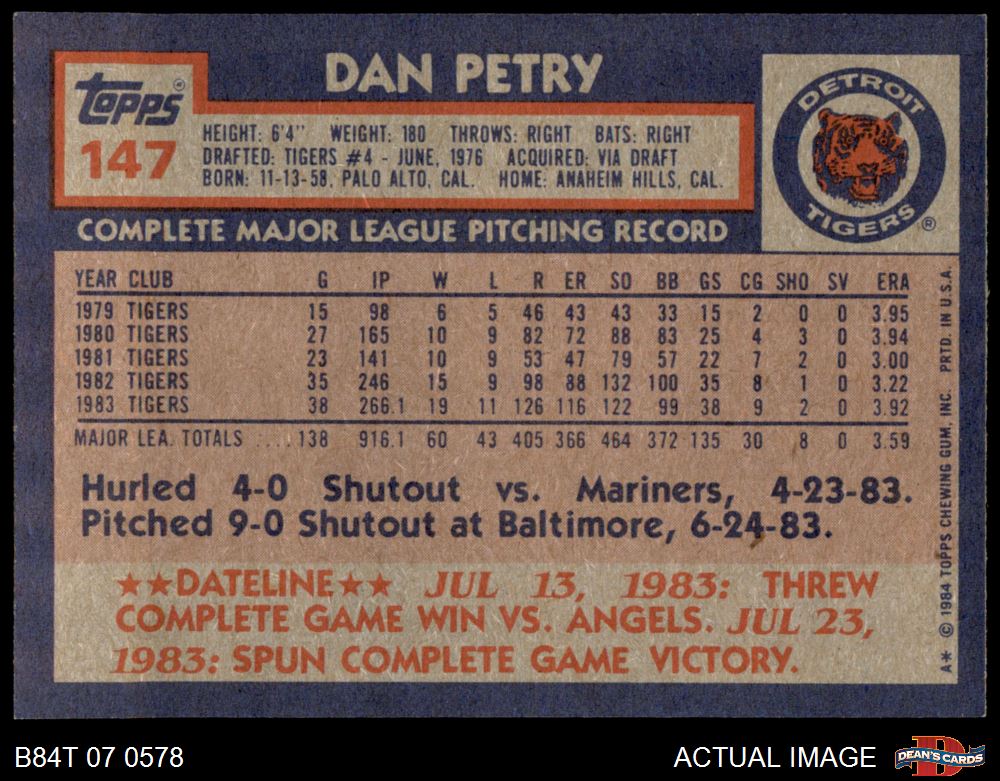 DAN PETRY
Topps®
147
HEIGHT: 6'4" WEIGHT: 180 THROWS: RIGHT BATS: RIGHT
DRAFTED: TIGERS #4 - JUNE, 1976 ACQUIRED: VIA DRAFT
BORN: 11-13-58, PALO ALTO, CAL. HOME: ANAHEIM HILLS, CAL.
DETROIT
TIGERS®
COMPLETE MAJOR LEAGUE PITCHING RECORD
YEAR CLUB G IP W L R ER SO BB GS CG SHO SV ERA
1979 TIGERS 15 98 6 5 46 43 43 33 15 2 0 0 3.95
1980 TIGERS 27 165 10 9 82 72 88 83 25 4 3 0 3.94
1981 TIGERS 23 141 10 9 53 47 79 57 22 7 2 0 3.00
1982 TIGERS 35 246 15 9 98 88 132 100 35 8 1 0 3.22
1983 TIGERS 38 266.1 19 11 126 116 122 99 38 9 2 0 3.92
MAJOR LEA. TOTALS .... 138 916.1 60 43 405 366 464 372 135 30 8 0 3.59
Hurled 4-0 Shutout vs. Mariners, 4-23-83.
Pitched 9-0 Shutout at Baltimore, 6-24-83.
★★DATELINE★★ JUL 13, 1983: THREW
COMPLETE GAME WIN VS. ANGELS. JUL 23,
1983: SPUN COMPLETE GAME VICTORY.
A* © 1984 TOPPS CHEWING GUM, INC. PRTD. IN U.S.A.
B84T 07 0578
ACTUAL IMAGE
D
DEAN'S CARDS